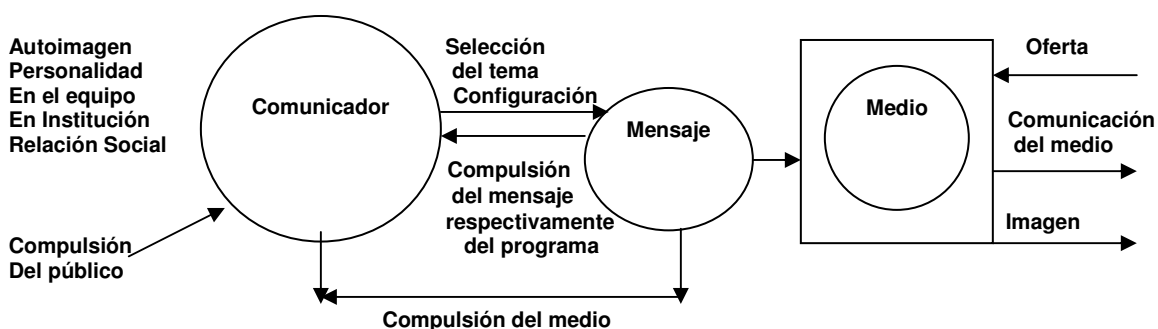 Autoimagen
Personalidad
En el equipo
En Institución
Relación Social
Compulsión
Del público
Comunicador
Selección
del tema
Configuración
Compulsión
del mensaje
respectivamente
del programa
Compulsión del medio
Mensaje
Medio
Oferta
Comunicación
del medio
Imagen